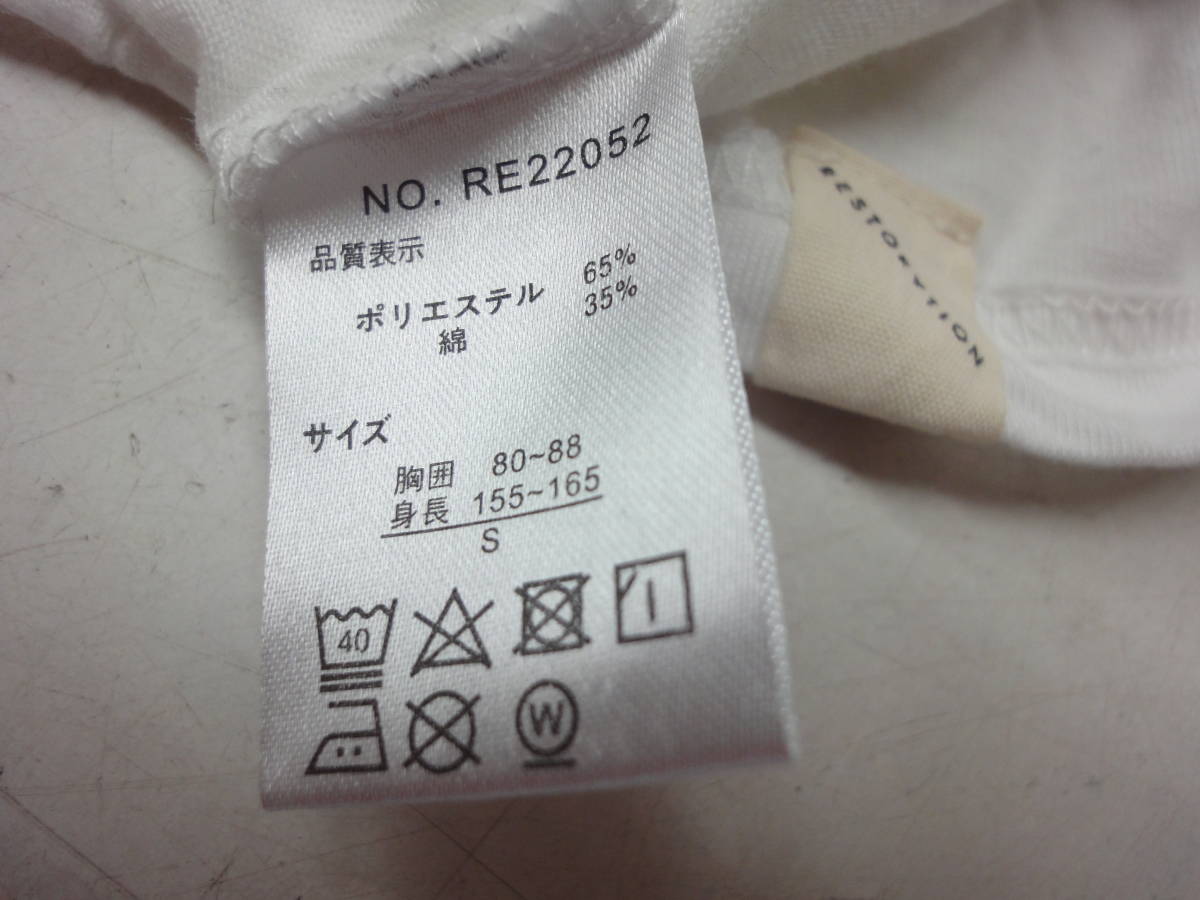 NO. RE22052
品質表示
ポリエステル 65%
綿 35%
サイズ
胸囲 80~88
身長 155~165
S
40
W
RESTORATION